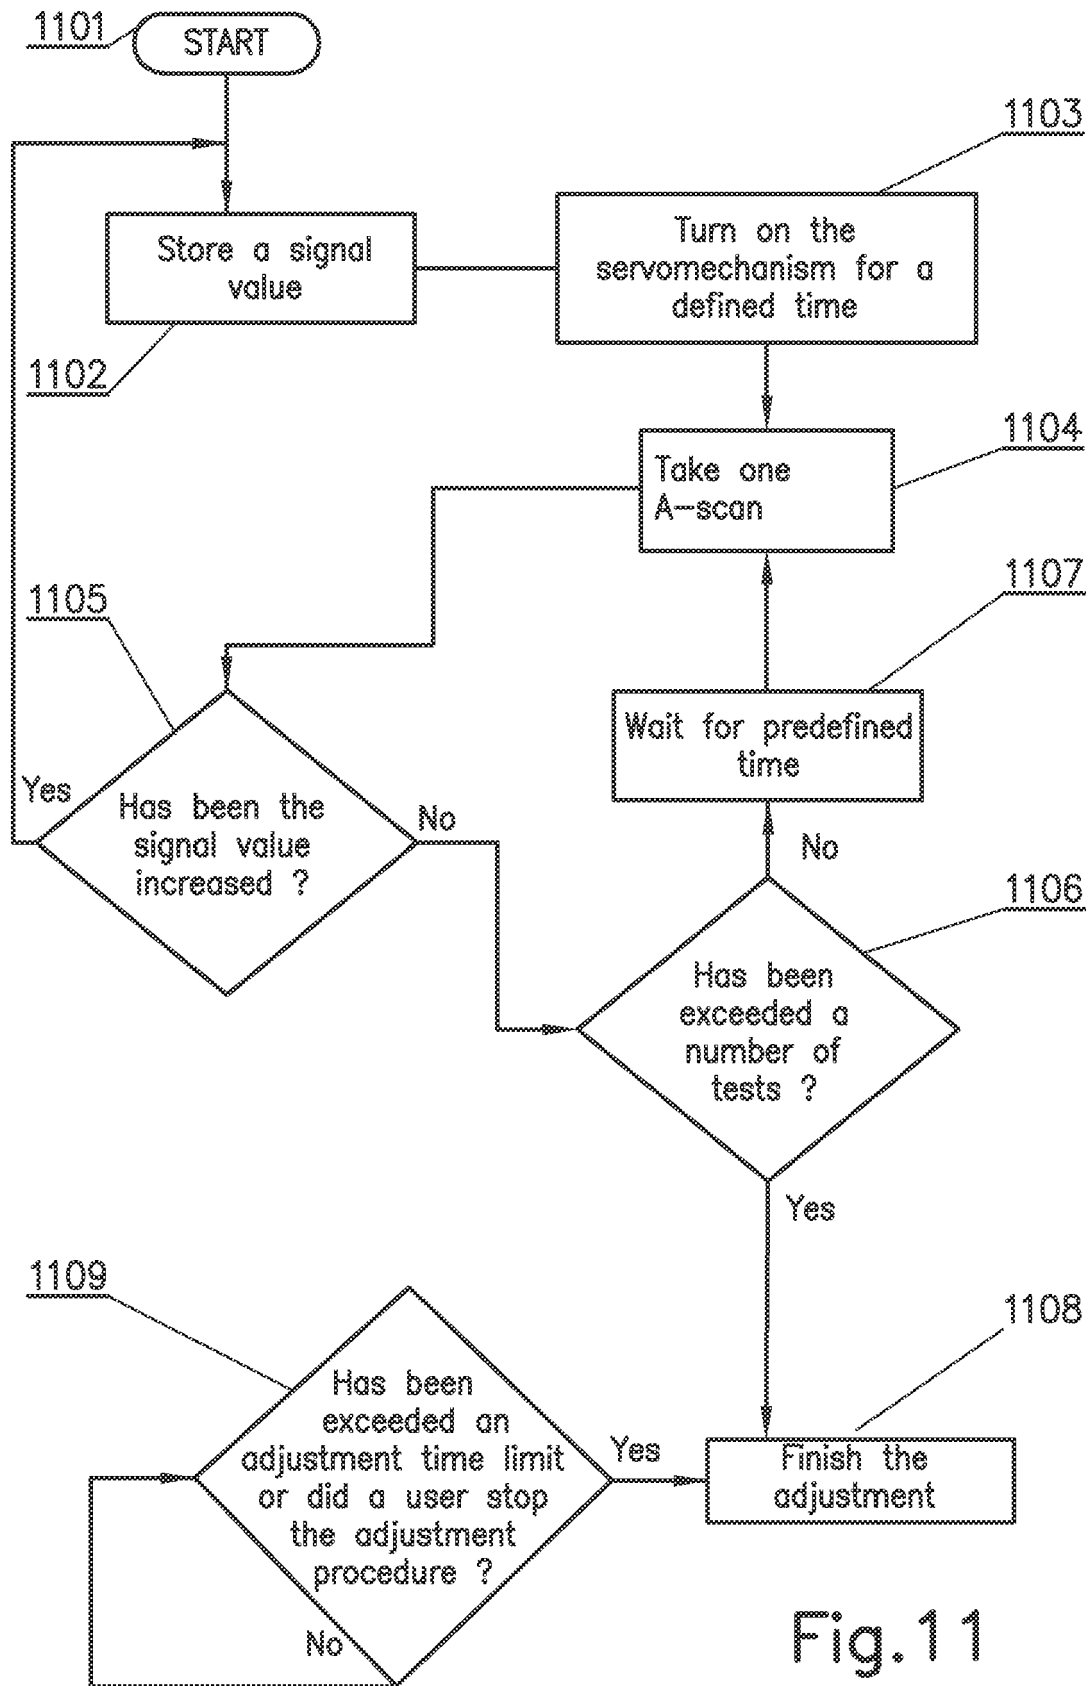 1101
START
1103
Turn on the
servomechanism for a
defined time
Store a signal
value
1102
1104
Take one
A-scan
1107
1105
Wait for predefined
time
Yes
Has been the
signal value
increased ?
No
No
1106
Has been
exceeded a
number of
tests ?
Yes
1109
1108
Has been
exceeded an
adjustment time limit
or did a user stop
the adjustment
procedure ?
Yes
Finish the
adjustment
No
Fig.11